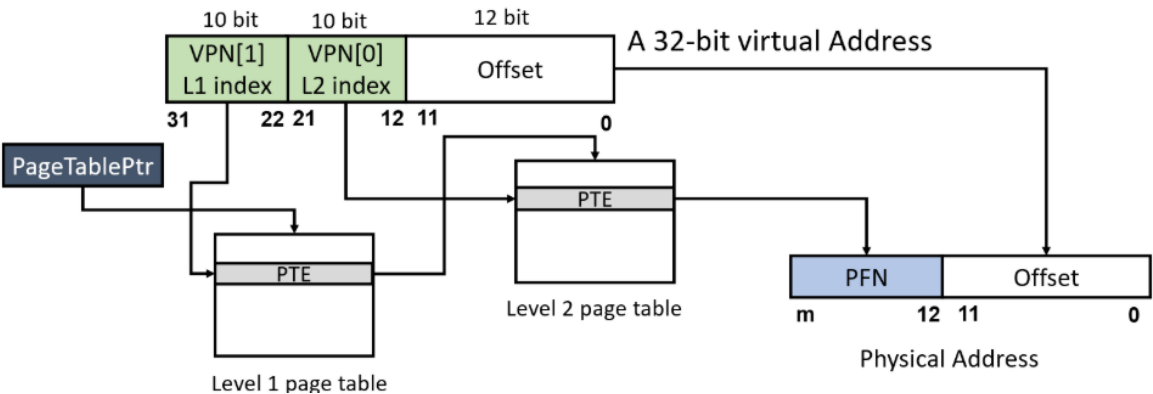 10 bit
10 bit
12 bit
A 32-bit virtual Address
VPN[1]
L1 index
VPN[0]
L2 index
Offset
31
22
21
12
11
0
PageTablePtr
PTE
PTE
Level 2 page table
PFN
Offset
m
12
11
0
Physical Address
Level 1 page table